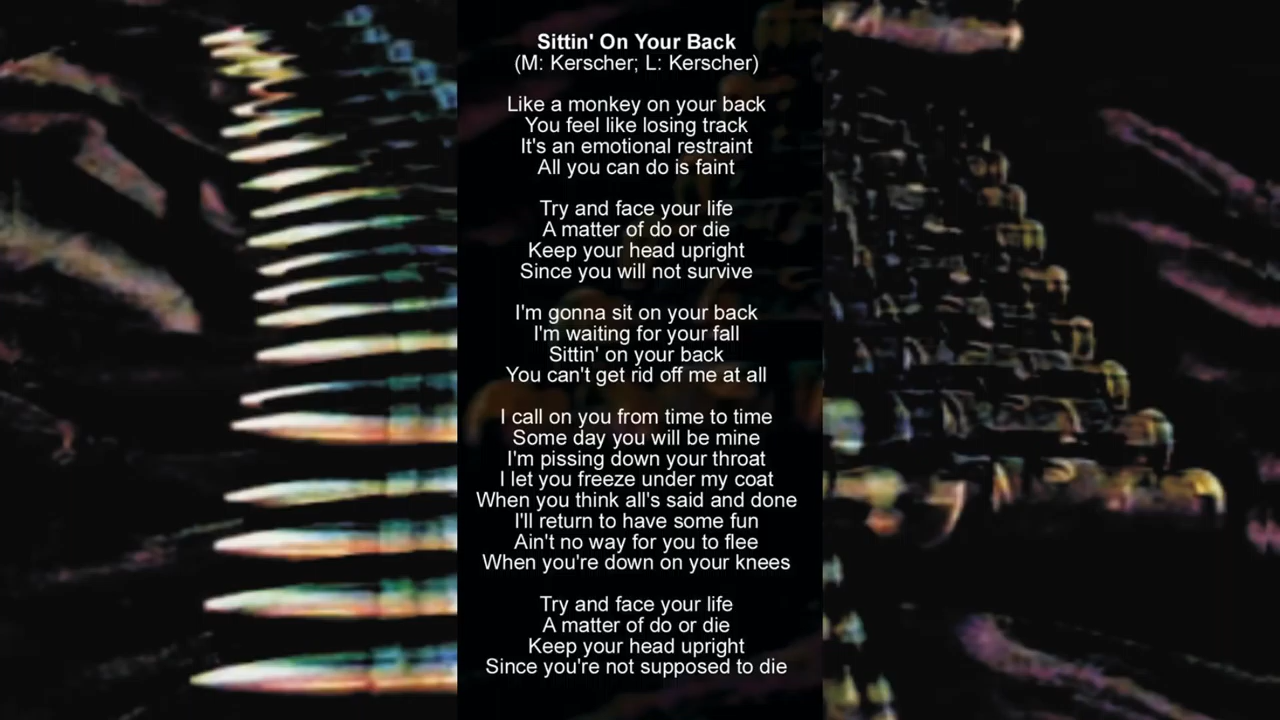 Sittin' On Your Back
(M: Kerscher; L: Kerscher)
Like a monkey on your back
You feel like losing track
It's an emotional restraint
All you can do is faint
Try and face your life
A matter of do or die
Keep your head upright
Since you will not survive
I'm gonna sit on your back
I'm waiting for your fall
Sittin' on your back
You can't get rid off me at all
I call on you from time to time
Some day you will be mine
I'm pissing down your throat
I let you freeze under my coat
When you think all's said and done
I'll return to have some fun
Ain't no way for you to flee
When you're down on your knees
Try and face your life
A matter of do or die
Keep your head upright
Since you're not supposed to die